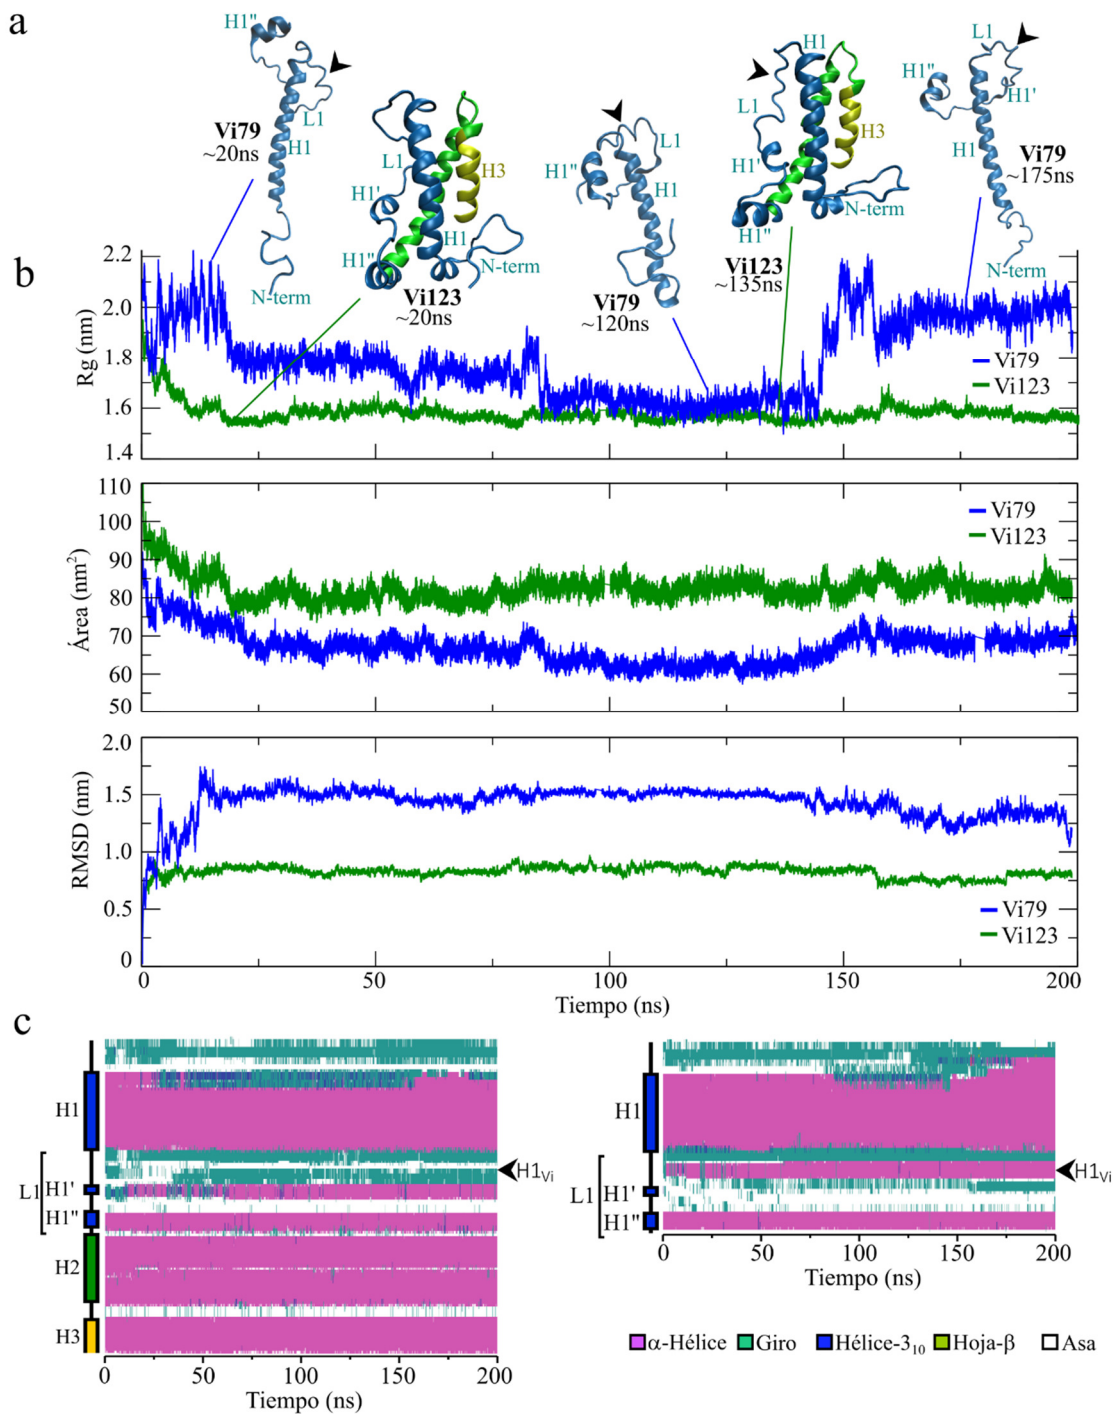 a
H1''
L1
H1
Vi79
~20ns
N-term
L1
H1'
H1''
H3
H1
N-term
Vi123
~20ns
H1''
L1
H1
Vi79
~120ns
H1
L1
H1'
H1''
H3
N-term
Vi123
~135ns
L1
H1''
H1'
H1
Vi79
~175ns
N-term
b
2.2
2.0
1.8
1.6
1.4
Rg (nm)
Vi79
Vi123
110
100
90
80
70
60
50
Área (nm²)
Vi79
Vi123
2.0
1.5
1.0
0.5
0
RMSD (nm)
Vi79
Vi123
0 50 100 150 200
Tiempo (ns)
c
H1
L1
H1'
H1''
H2
H3
H1Vi
0 50 100 150 200
Tiempo (ns)
H1
L1
H1'
H1''
H1Vi
0 50 100 150 200
Tiempo (ns)
α-Hélice Giro Hélice-3₁₀ Hoja-β Asa